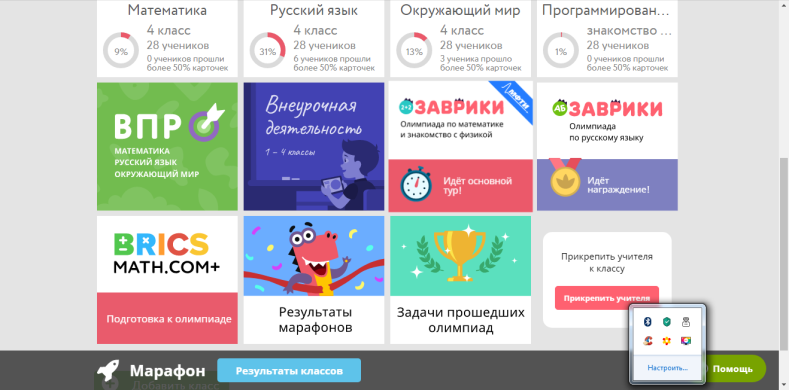 Математика
4 класс
28 учеников
9%
0 учеников прошли
более 50% карточек
Русский язык
4 класс
28 учеников
31%
6 учеников прошли
более 50% карточек
Окружающий мир
4 класс
28 учеников
13%
3 ученика прошли
более 50% карточек
Программирован...
знакомство ...
28 учеников
1%
0 учеников прошли
более 50% карточек
ВПР
МАТЕМАТИКА
РУССКИЙ ЯЗЫК
ОКРУЖАЮЩИЙ МИР
Внеурочная
деятельность
1 – 4 классы
МФТИ
2+2
ЗАВРИКИ
Олимпиада по математике
и знакомство с физикой
Идёт основной
тур!
АБ
ЗАВРИКИ
Олимпиада
по русскому языку
Идёт
награждение!
BRICS
MATH.COM+
Подготовка к олимпиаде
Результаты
марафонов
Задачи прошедших
олимпиад
Прикрепить учителя
к классу
Прикрепить учителя
Настроить...
Марафон
Результаты классов
Помощь
Добавить класс